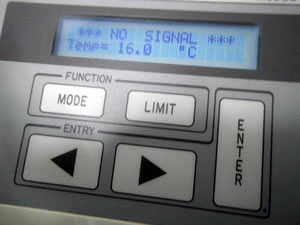 *** NO SIGNAL ***
Temp= 16.0 °C
FUNCTION
MODE
LIMIT
ENTRY
ENTER